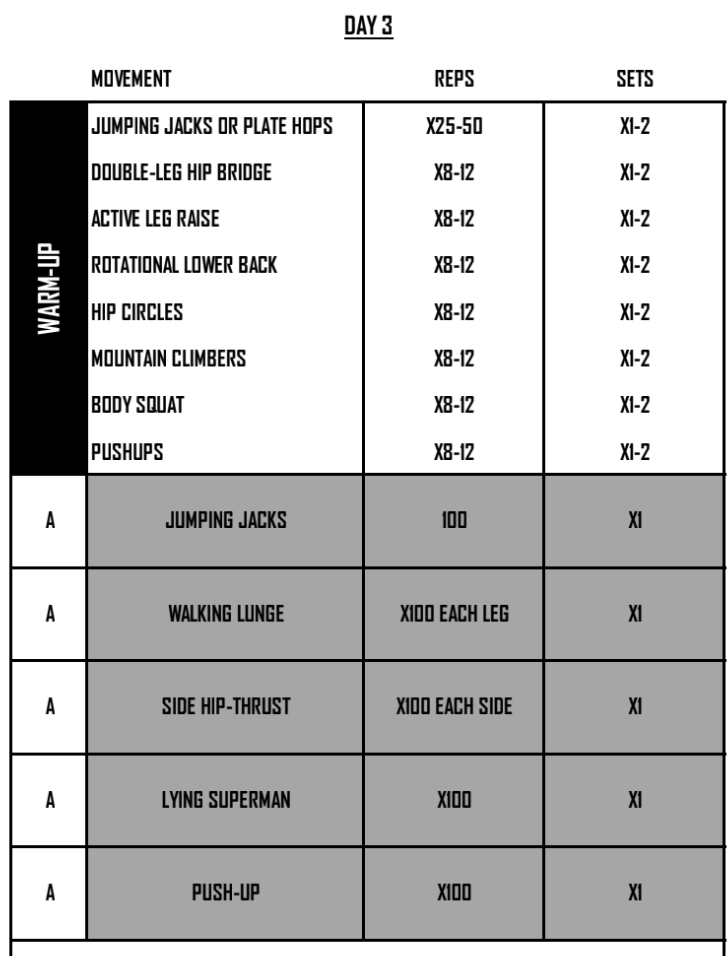 DAY 3
MOVEMENT REPS SETS
WARM-UP
JUMPING JACKS OR PLATE HOPS X25-50 X1-2
DOUBLE-LEG HIP BRIDGE X8-12 X1-2
ACTIVE LEG RAISE X8-12 X1-2
ROTATIONAL LOWER BACK X8-12 X1-2
HIP CIRCLES X8-12 X1-2
MOUNTAIN CLIMBERS X8-12 X1-2
BODY SQUAT X8-12 X1-2
PUSHUPS X8-12 X1-2
A JUMPING JACKS 100 X1
A WALKING LUNGE X100 EACH LEG X1
A SIDE HIP-THRUST X100 EACH SIDE X1
A LYING SUPERMAN X100 X1
A PUSH-UP X100 X1